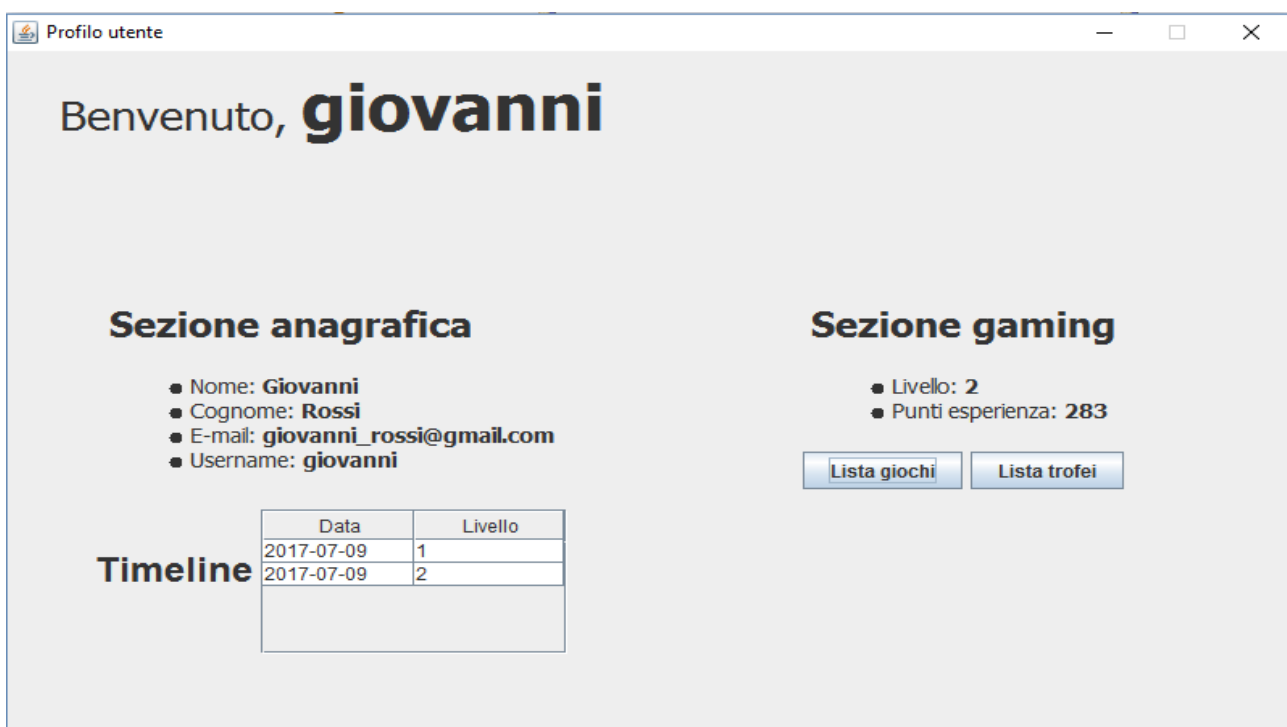 Profilo utente
Benvenuto, giovanni
Sezione anagrafica
Nome: Giovanni
Cognome: Rossi
E-mail: giovanni_rossi@gmail.com
Username: giovanni
Sezione gaming
Livello: 2
Punti esperienza: 283
Lista giochi Lista trofei
Timeline
Data Livello
2017-07-09 1
2017-07-09 2